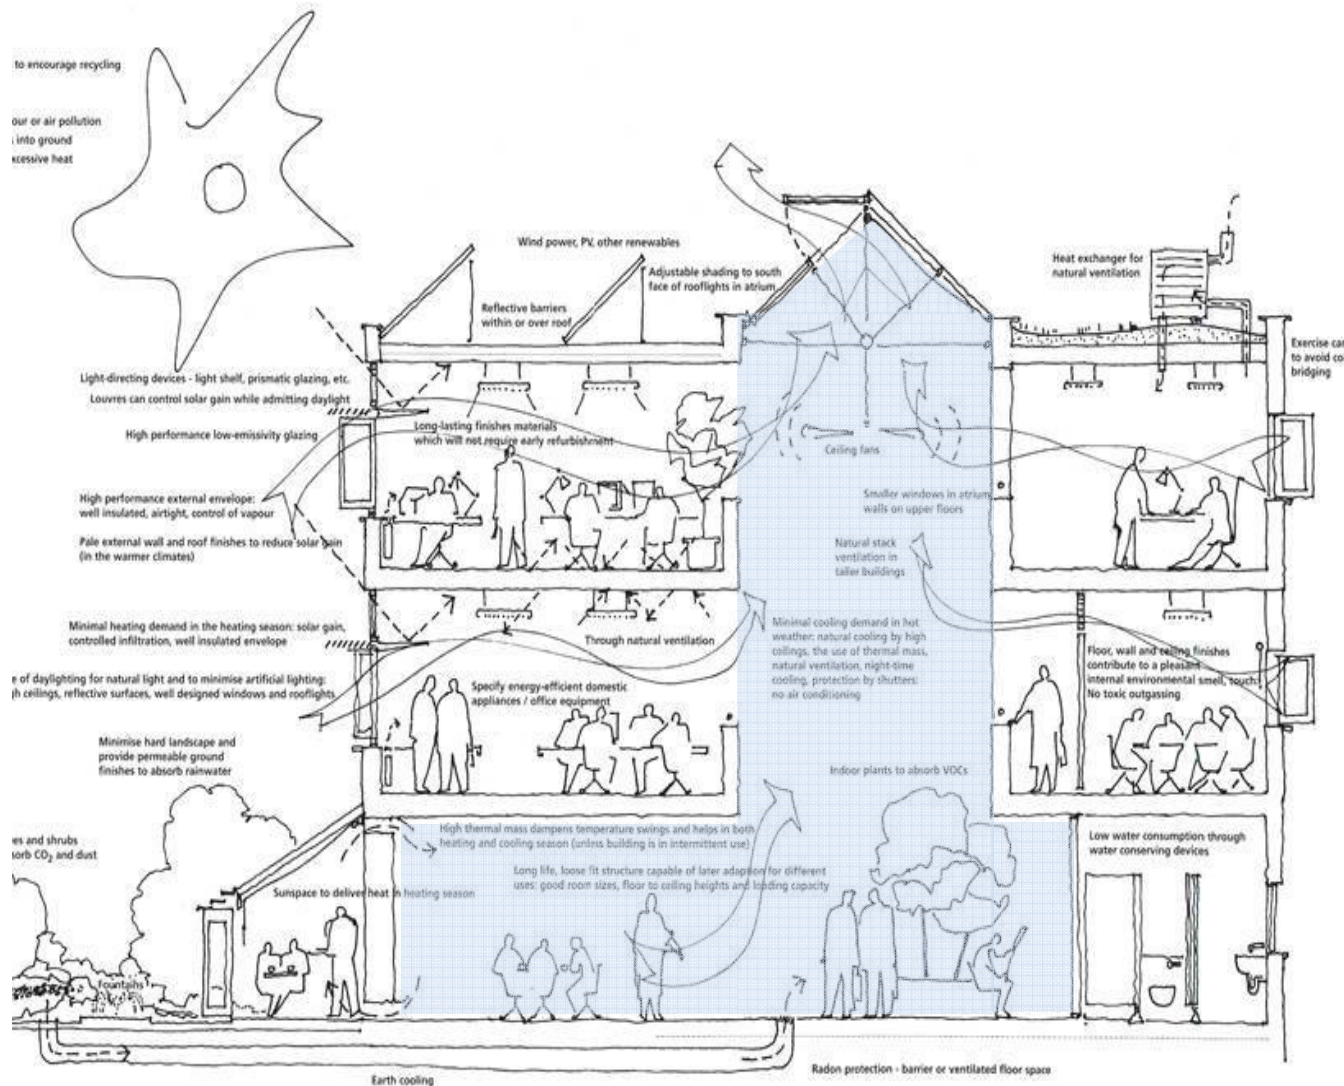 to encourage recycling
our or air pollution
into ground
excessive heat
Wind power, PV, other renewables
Adjustable shading to south
face of rooflights in atrium
Heat exchanger for
natural ventilation
Reflective barriers
within or over roof
Exercise
to avoid
bridging
Light-directing devices - light shelf, prismatic glazing, etc.
Louvres can control solar gain while admitting daylight
High performance low-emissivity glazing
Long-lasting finishes materials
which will not require early refurbishment
Ceiling fans
High performance external envelope:
well insulated, airtight, control of vapour
Smaller windows in atrium
walls on upper floors
Pale external wall and roof finishes to reduce solar gain
(in the warmer climates)
Natural stack
ventilation in
taller buildings
Minimal heating demand in the heating season: solar gain,
controlled infiltration, well insulated envelope
Through natural ventilation
Minimal cooling demand in hot
weather: natural cooling by high
ceilings, the use of thermal mass,
natural ventilation, night-time
cooling, protection by shutters:
no air conditioning
Floor, wall and ceiling finishes
contribute to a pleasant
internal environmental smell, touch:
No toxic outgassing
e of daylighting for natural light and to minimise artificial lighting:
h ceilings, reflective surfaces, well designed windows and rooflights
Specify energy-efficient domestic
appliances / office equipment
Minimise hard landscape and
provide permeable ground
finishes to absorb rainwater
Indoor plants to absorb VOCs
es and shrubs
orb CO₂ and dust
High thermal mass dampens temperature swings and helps in both
heating and cooling season (unless building is in intermittent use)
Low water consumption through
water conserving devices
Long life, loose fit structure capable of later adaption for different
uses: good room sizes, floor to ceiling heights and loading capacity
Sunspace to deliver heat in heating season
Fountains
Radon protection - barrier or ventilated floor space
Earth cooling